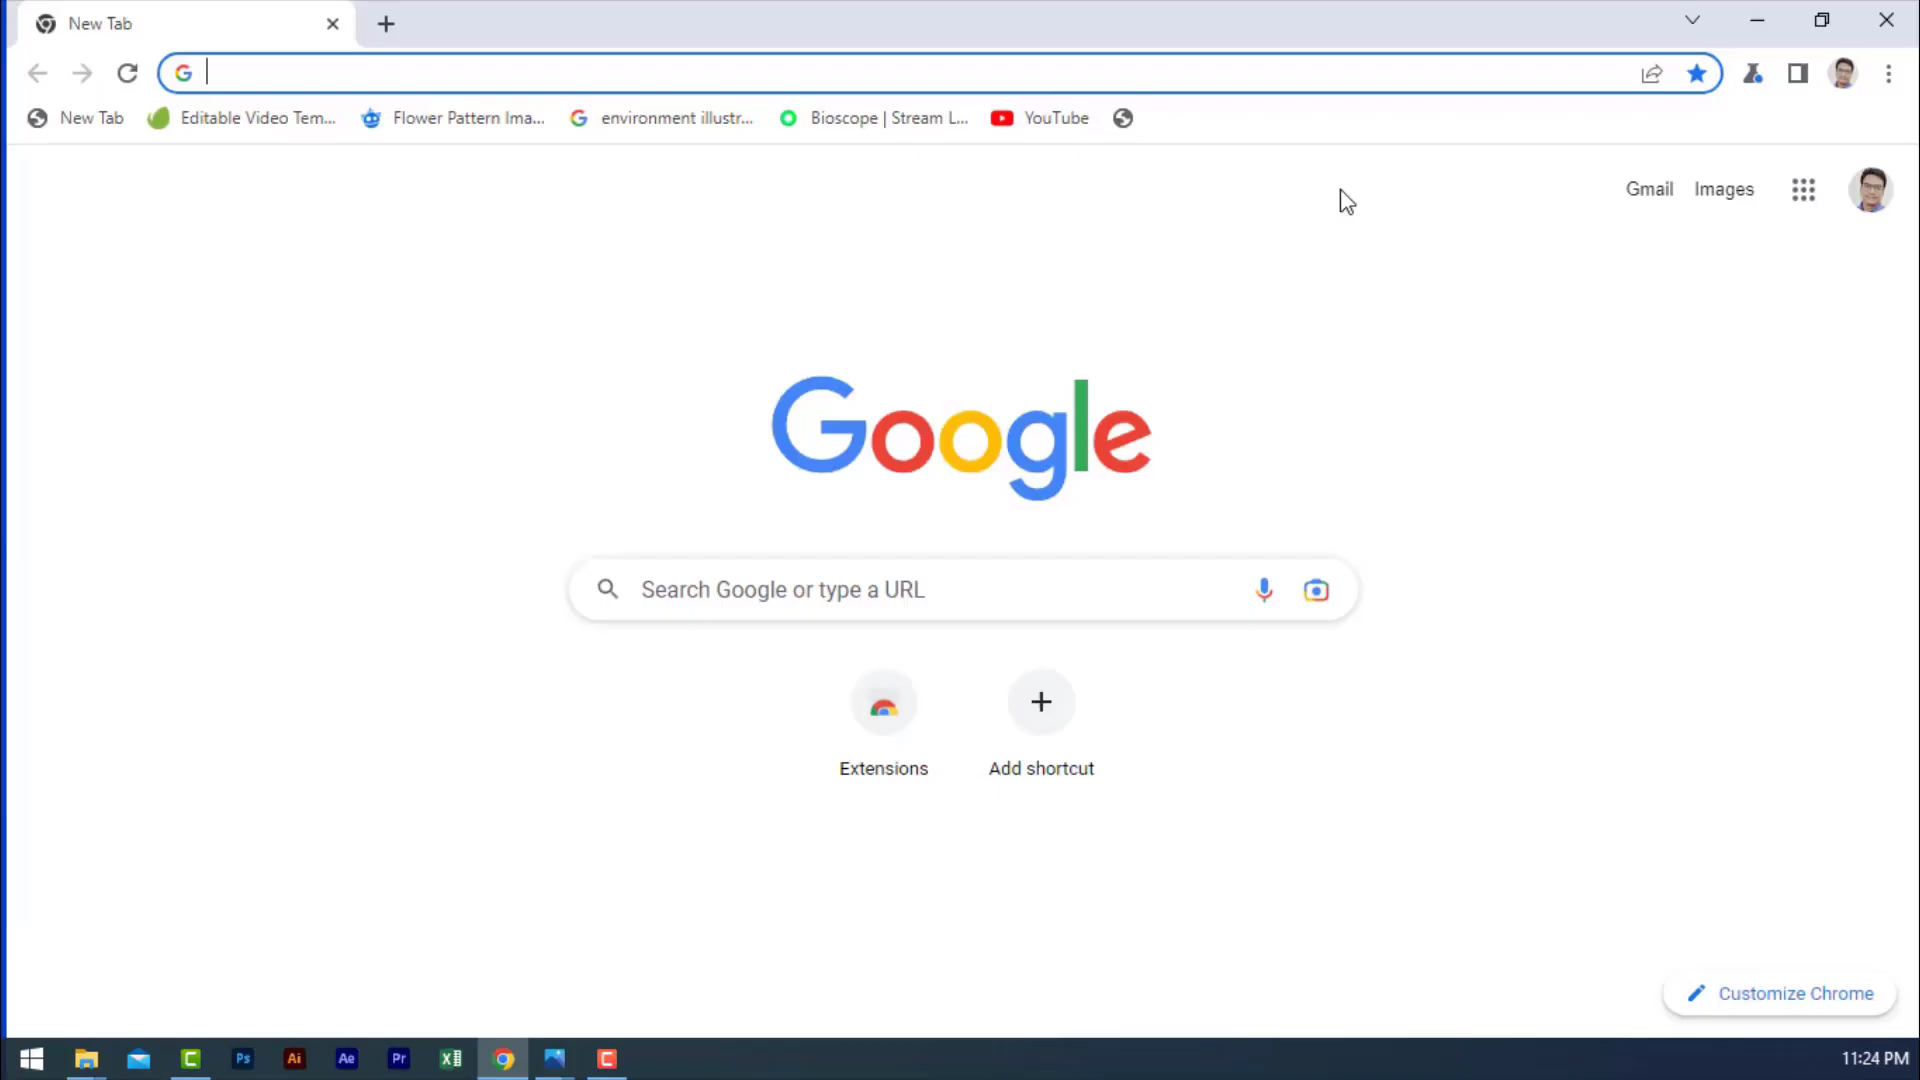 New Tab
New Tab
Editable Video Tem...
Flower Pattern Ima...
environment illustr...
Bioscope | Stream L...
YouTube
Gmail
Images
Google
Search Google or type a URL
Extensions
Add shortcut
Customize Chrome
Ps
Ai
Ae
Pr
11:24 PM